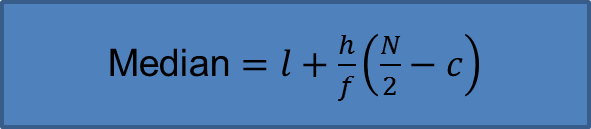 Median = l + h/f (N/2 − c)